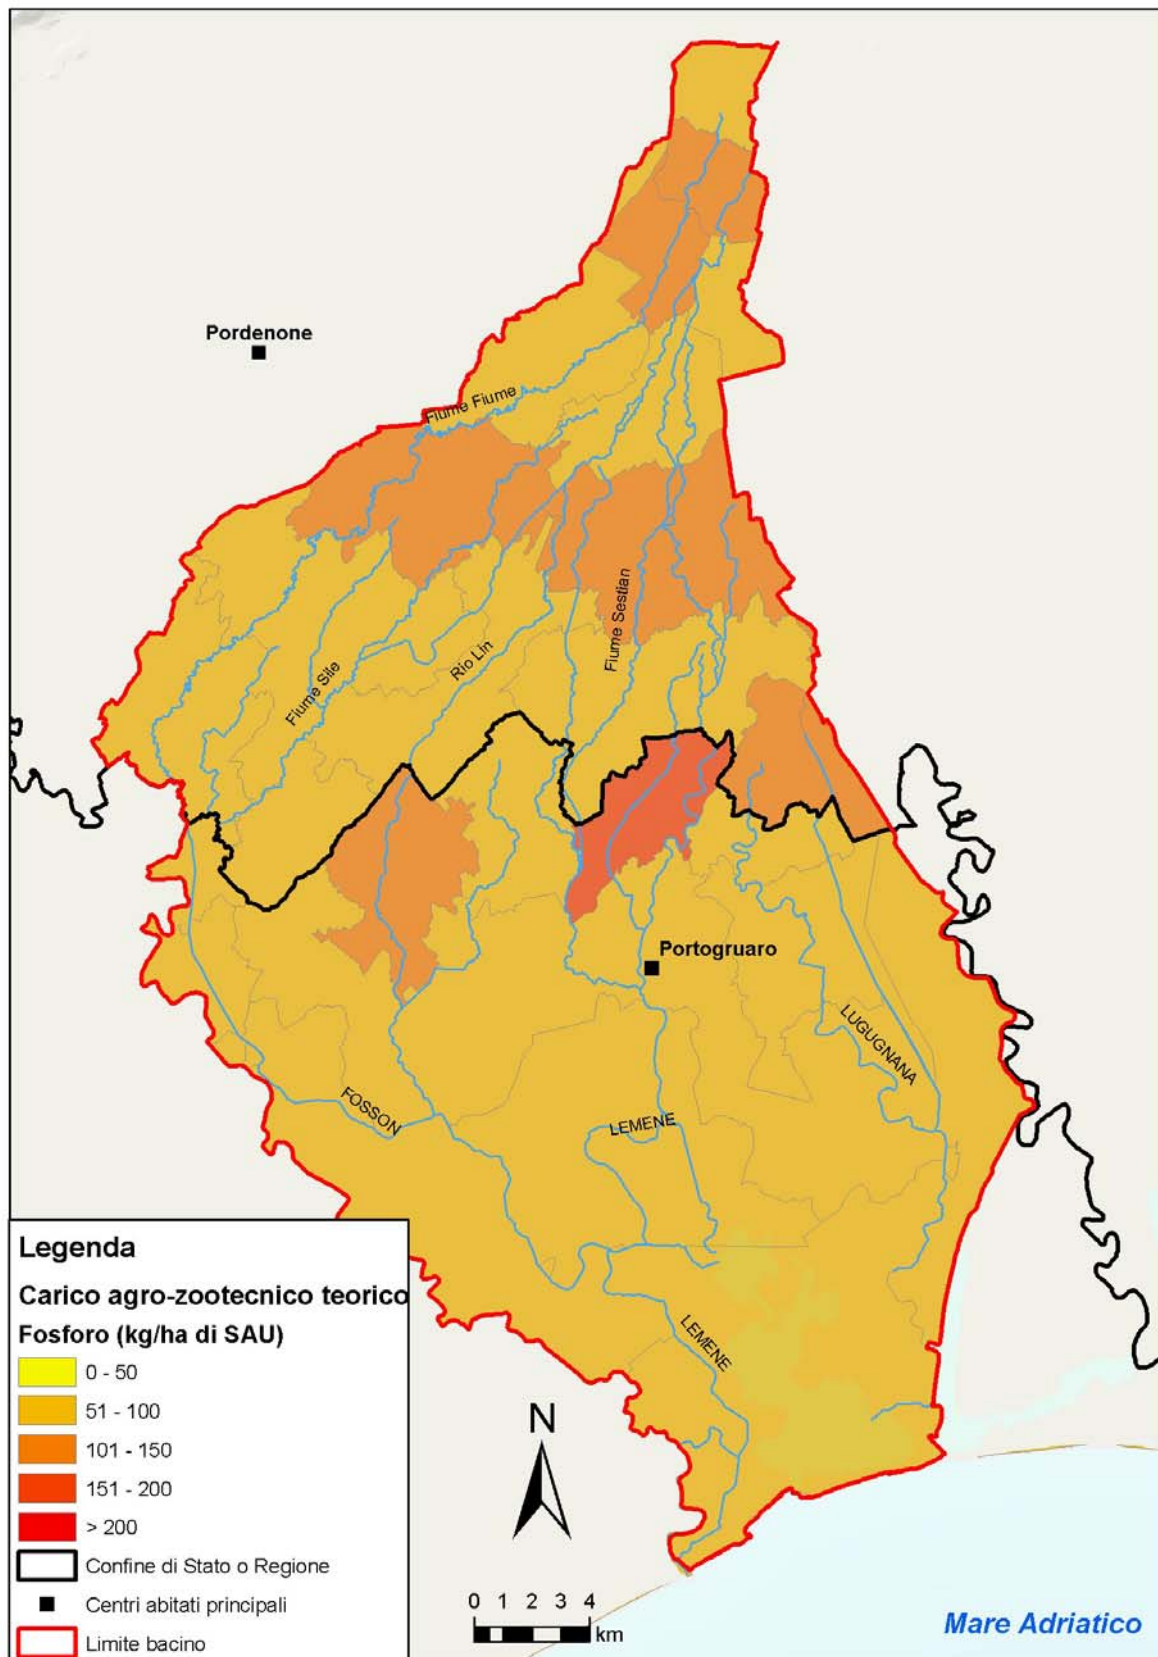 Pordenone
Fiume Fiume
Fiume Sestian
Rio Lin
Fiume Sile
Portogruaro
LUGUGNANA
FOSSON
LEMENE
LEMENE
Legenda
Carico agro-zootecnico teorico
Fosforo (kg/ha di SAU)
0 - 50
51 - 100
101 - 150
151 - 200
> 200
Confine di Stato o Regione
Centri abitati principali
Limite bacino
N
0 1 2 3 4
km
Mare Adriatico